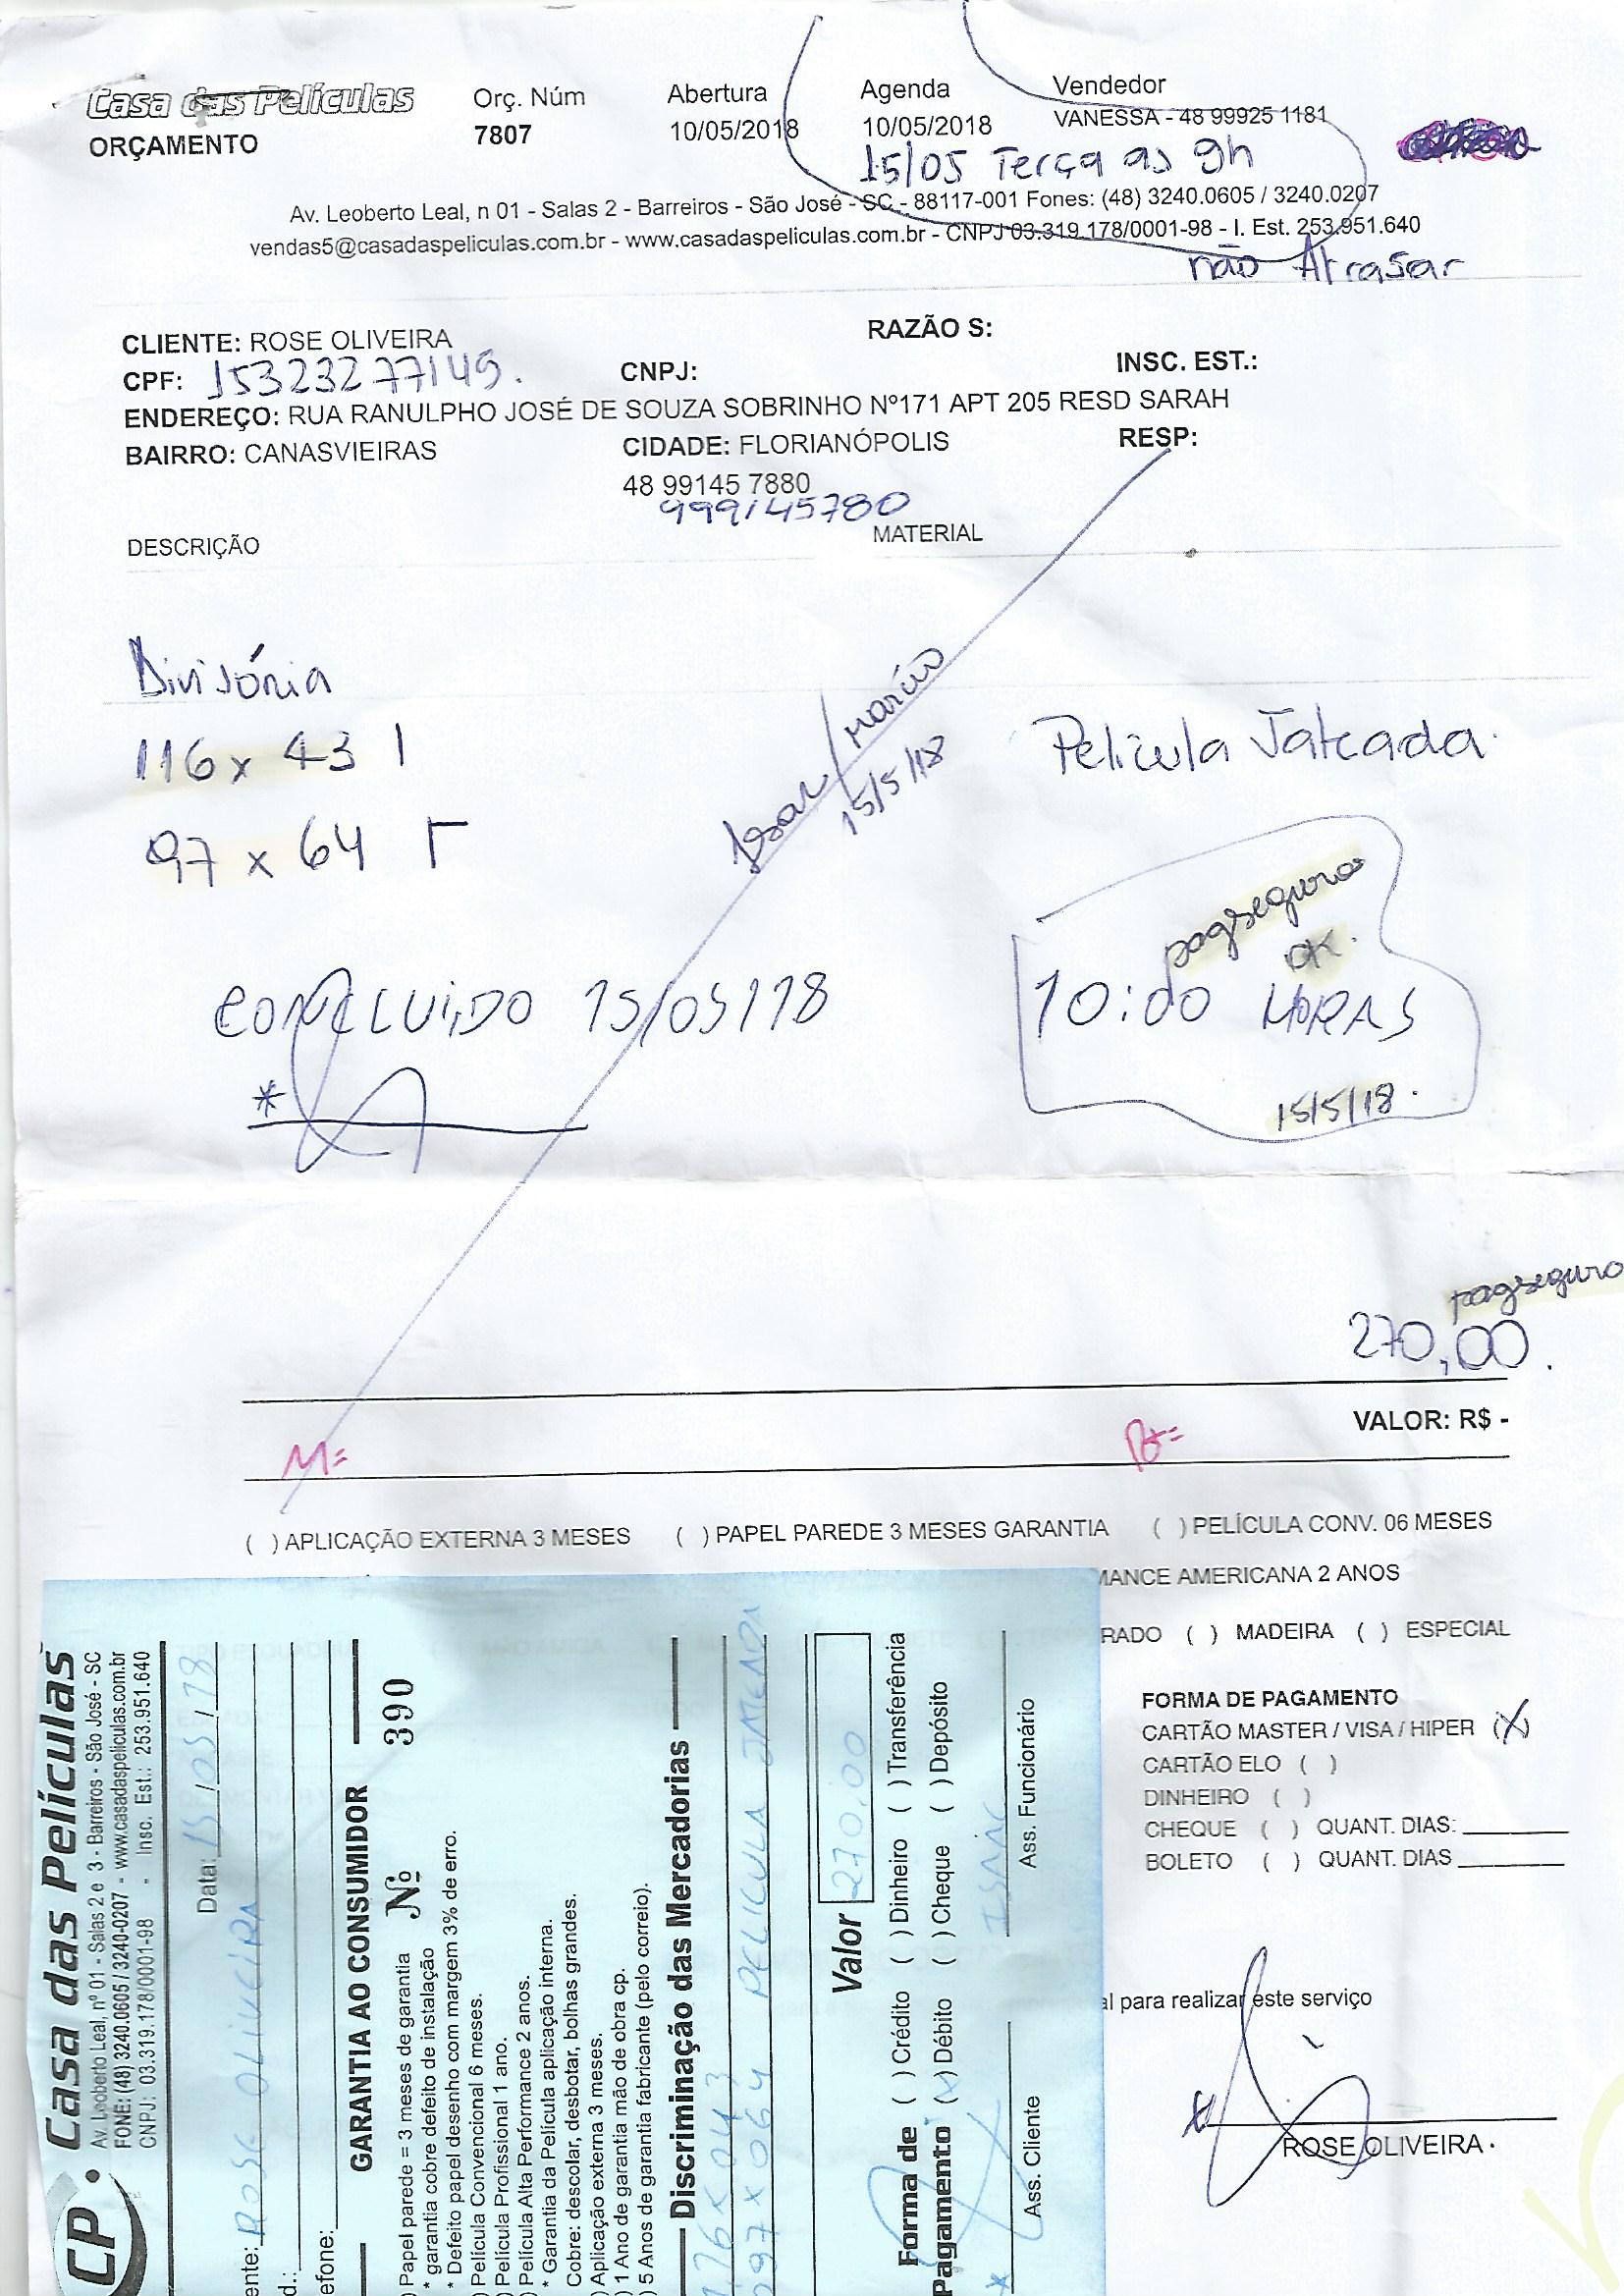 Casa das Películas
ORÇAMENTO
Orç. Núm
7807
Abertura
10/05/2018
Agenda
10/05/2018
15/05 Terça as 9h
Vendedor
VANESSA - 48 99925 1181
Av. Leoberto Leal, n 01 - Salas 2 - Barreiros - São José - SC - 88117-001 Fones: (48) 3240.0605 / 3240.0207
vendas5@casadaspeliculas.com.br - www.casadaspeliculas.com.br - CNPJ 03.319.178/0001-98 - I. Est. 253.951.640
não Atrasar
CLIENTE: ROSE OLIVEIRA
RAZÃO S:
CPF: 15323277149.
CNPJ:
INSC. EST.:
ENDEREÇO: RUA RANULPHO JOSÉ DE SOUZA SOBRINHO Nº171 APT 205 RESD SARAH
BAIRRO: CANASVIEIRAS
CIDADE: FLORIANÓPOLIS
RESP:
48 99145 7880
999145780
DESCRIÇÃO
MATERIAL
Divisória
116 x 43 1
97 x 64 Γ
15/5/18
Película Jateada.
pagseguro
OK.
10:00 HORAS
15/5/18.
CONCLUIDO 15/05/18
*
pagseguro
270,00.
VALOR: R$ -
M=
( ) APLICAÇÃO EXTERNA 3 MESES ( ) PAPEL PAREDE 3 MESES GARANTIA ( ) PELÍCULA CONV. 06 MESES
MANCE AMERICANA 2 ANOS
RADO ( ) MADEIRA ( ) ESPECIAL
FORMA DE PAGAMENTO
CARTÃO MASTER / VISA / HIPER (X)
CARTÃO ELO ( )
DINHEIRO ( )
CHEQUE ( ) QUANT. DIAS:
BOLETO ( ) QUANT. DIAS
al para realizar este serviço
ROSE OLIVEIRA.
CP. Casa das Películas
Av. Leoberto Leal, nº 01 - Salas 2 e 3 - Barreiros - São José - SC
FONE: (48) 3240.0605 / 3240-0207 - www.casadaspeliculas.com.br
CNPJ: 03.319.178/0001-98 - Insc. Est.: 253.951.640
Data: 15/05/18
ente: ROSE OLIVEIRA
d.:
efone:
GARANTIA AO CONSUMIDOR
Nº 390
) Papel parede = 3 meses de garantia
* garantia cobre defeito de instalação
* Defeito papel desenho com margem 3% de erro.
) Película Convencional 6 meses.
) Película Profissional 1 ano.
) Película Alta Performance 2 anos.
* Garantia da Película aplicação interna.
Cobre: descolar, desbotar, bolhas grandes.
) Aplicação externa 3 meses.
) 1 Ano de garantia mão de obra cp.
) 5 Anos de garantia fabricante (pelo correio).
Discriminação das Mercadorias
116 x 043
097 x 064 PELICULA JATEADA
Valor 270,00
Forma de Pagamento
( ) Crédito ( ) Dinheiro ( ) Transferência
(x) Débito ( ) Cheque ( ) Depósito
ISAAC
* Ass. Cliente
Ass. Funcionário